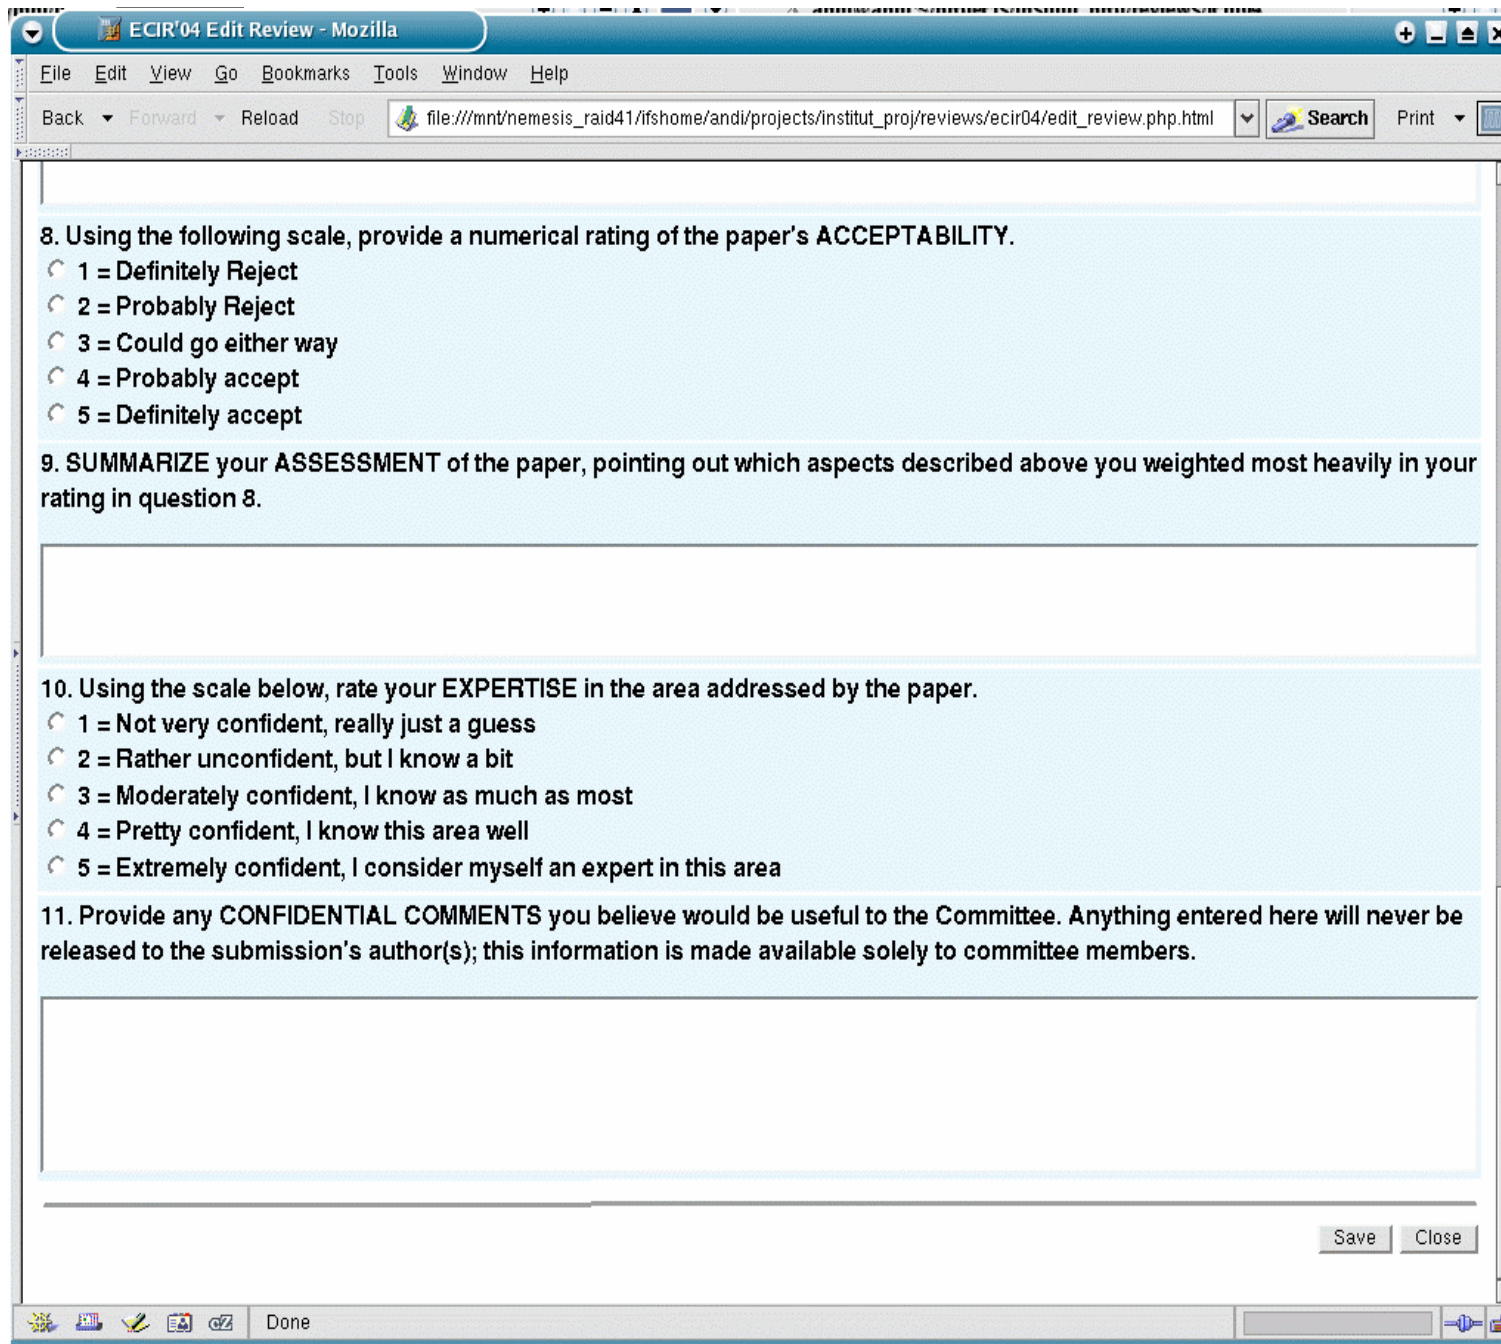 ECIR'04 Edit Review - Mozilla
File Edit View Go Bookmarks Tools Window Help
Back Forward Reload Stop file:///mnt/nemesis_raid41/ifshome/andi/projects/institut_proj/reviews/ecir04/edit_review.php.html Search Print
8. Using the following scale, provide a numerical rating of the paper's ACCEPTABILITY.
1 = Definitely Reject
2 = Probably Reject
3 = Could go either way
4 = Probably accept
5 = Definitely accept
9. SUMMARIZE your ASSESSMENT of the paper, pointing out which aspects described above you weighted most heavily in your
rating in question 8.
10. Using the scale below, rate your EXPERTISE in the area addressed by the paper.
1 = Not very confident, really just a guess
2 = Rather unconfident, but I know a bit
3 = Moderately confident, I know as much as most
4 = Pretty confident, I know this area well
5 = Extremely confident, I consider myself an expert in this area
11. Provide any CONFIDENTIAL COMMENTS you believe would be useful to the Committee. Anything entered here will never be
released to the submission's author(s); this information is made available solely to committee members.
Save Close
Done